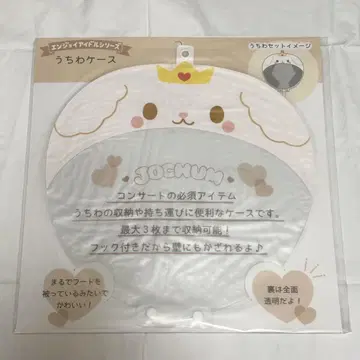 エンジョイアイドルシリーズ
うちわケース
うちわセットイメージ
JOCHUM
コンサートの必須アイテム
うちわの収納や持ち運びに便利なケースです。
最大3枚まで収納可能！
フック付きだから壁にもかざれるよ♪
まるでフードを
被っているみたいで
かわいい！
裏は全面
透明だよ！